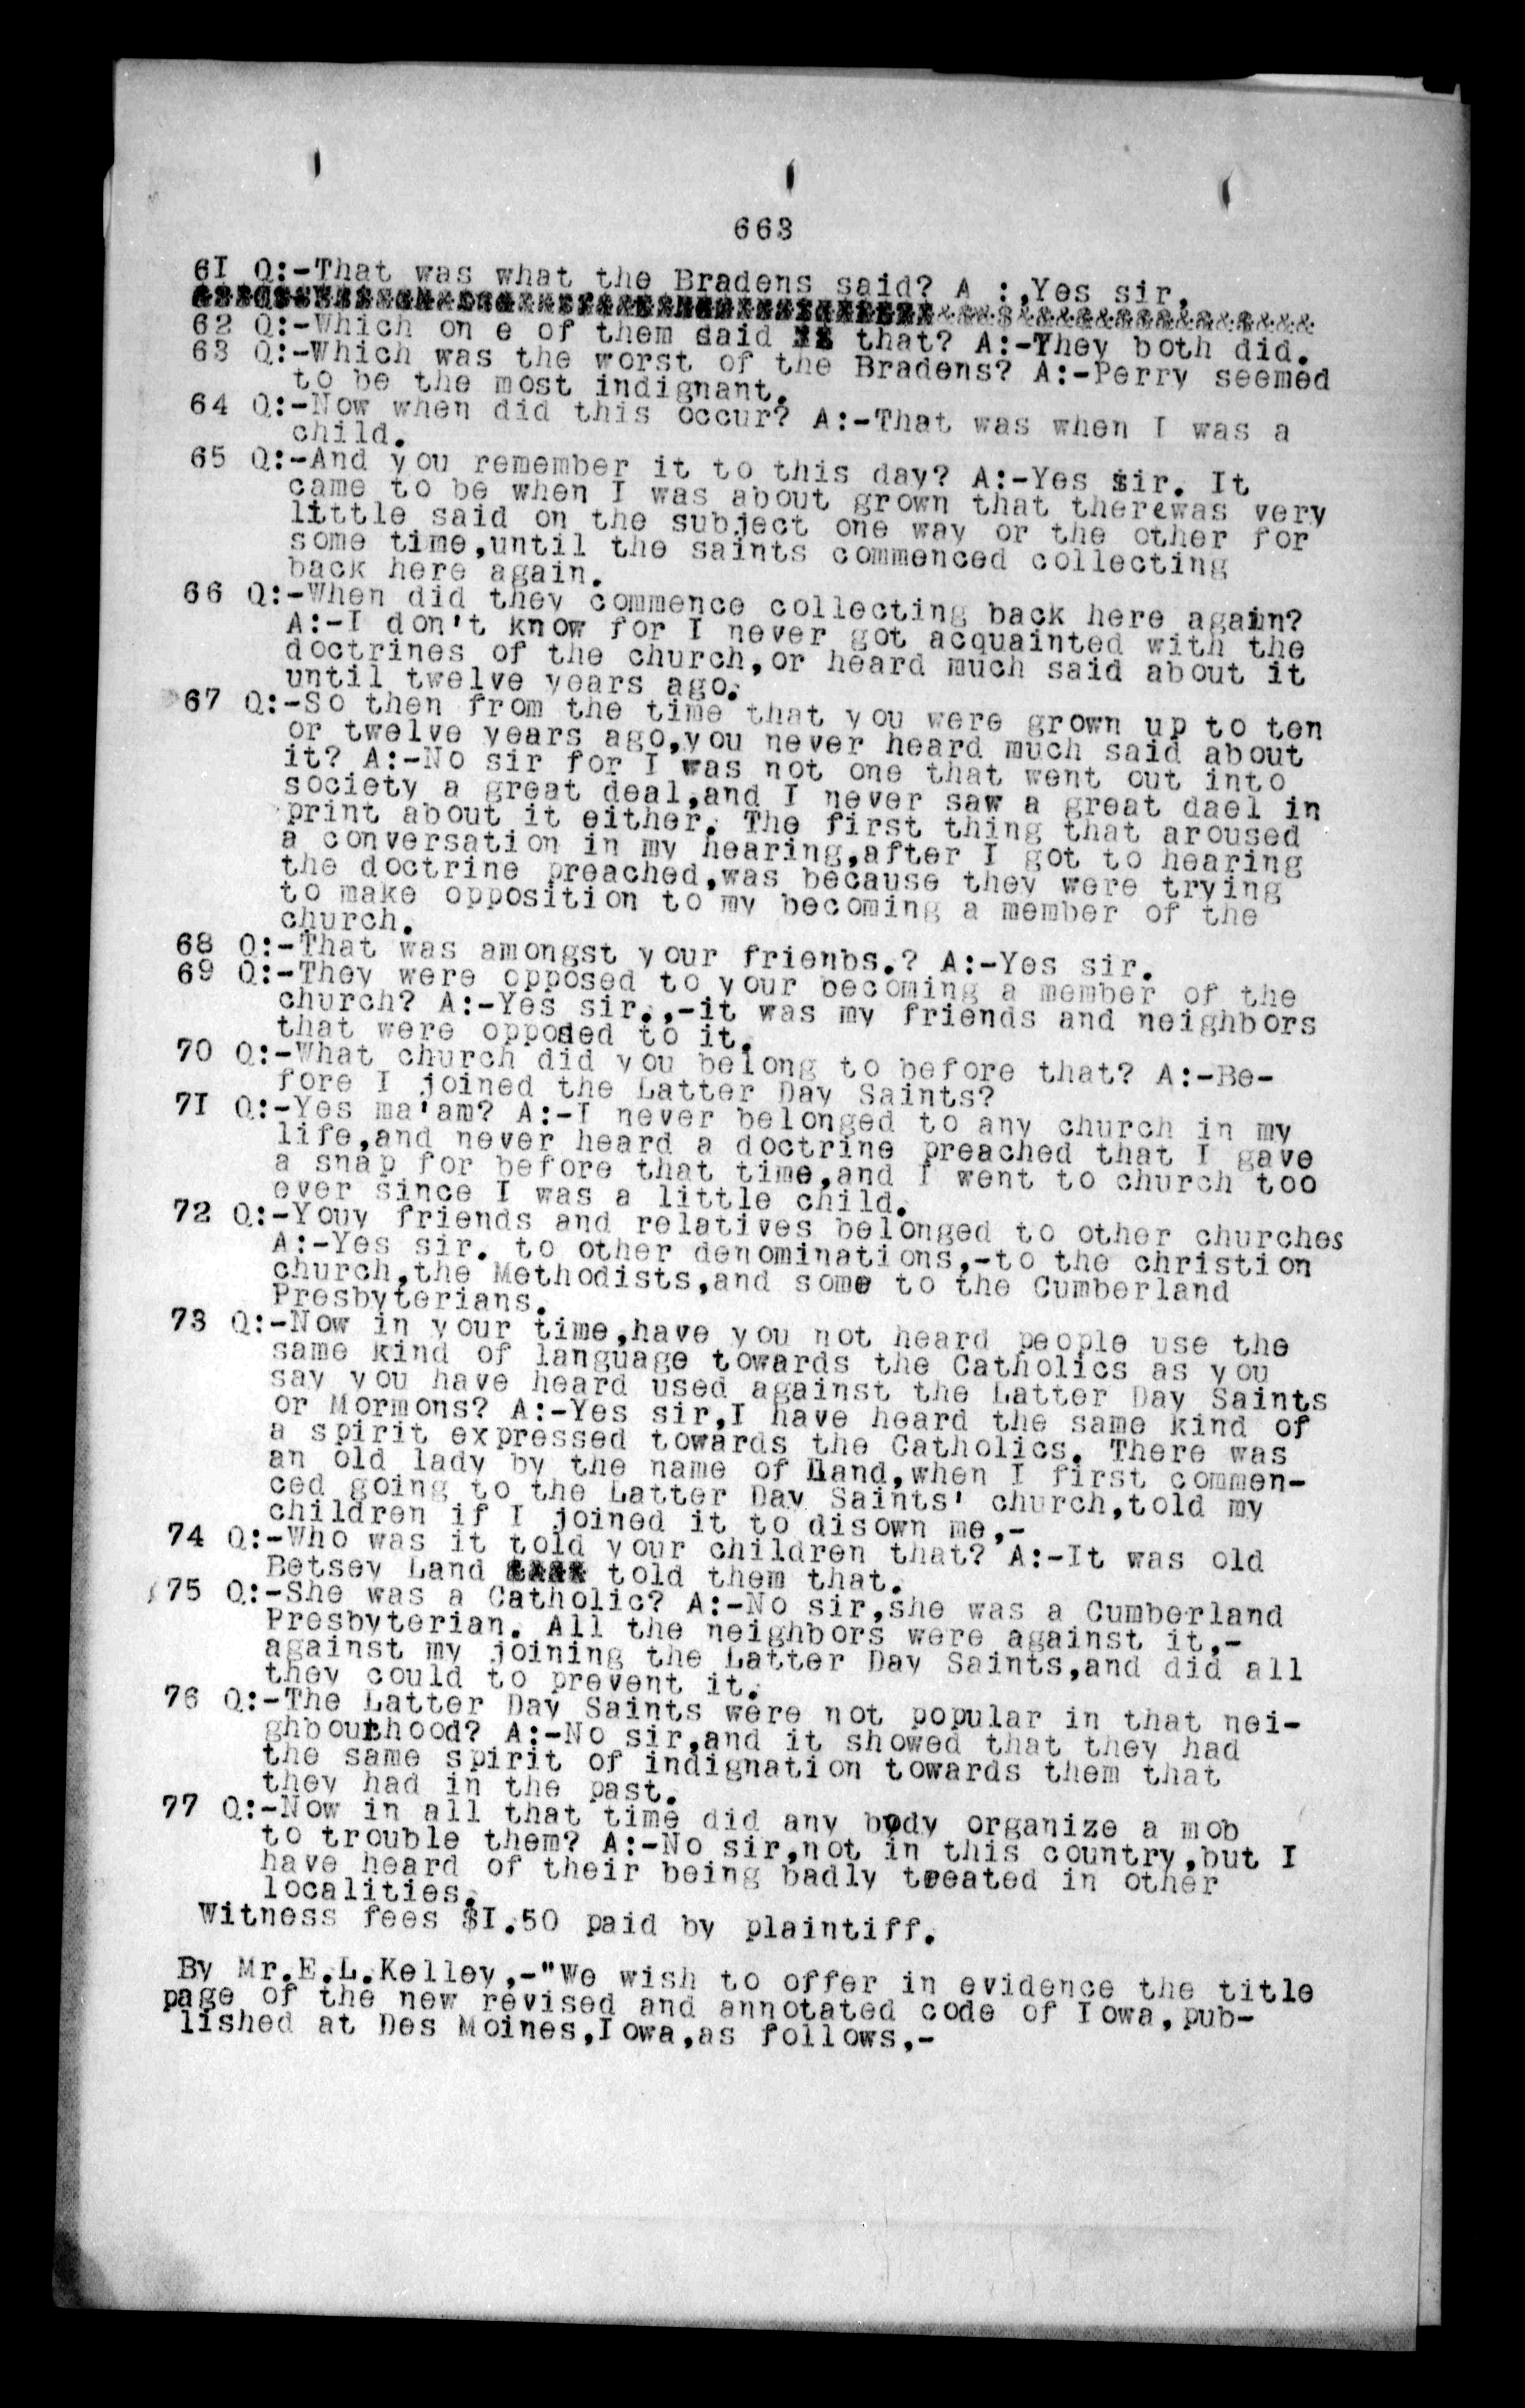 663
61 Q:-That was what the Bradens said? A :,Yes sir.
62 Q:-Which on e of them said that? A:-They both did.
63 Q:-Which was the worst of the Bradens? A:-Perry seemed
to be the most indignant.
64 Q:-Now when did this occur? A:-That was when I was a
child.
65 Q:-And you remember it to this day? A:-Yes sir. It
came to be when I was about grown that therewas very
little said on the subject one way or the other for
some time,until the saints commenced collecting
back here again.
66 Q:-When did they commence collecting back here again?
A:-I don't know for I never got acquainted with the
doctrines of the church,or heard much said about it
until twelve years ago.
67 Q:-So then from the time that you were grown up to ten
or twelve years ago,you never heard much said about
it? A:-No sir for I was not one that went out into
society a great deal,and I never saw a great dael in
print about it either. The first thing that aroused
a conversation in my hearing,after I got to hearing
the doctrine preached,was because they were trying
to make opposition to my becoming a member of the
church.
68 Q:-That was amongst your frienbs.? A:-Yes sir.
69 Q:-They were opposed to your becoming a member of the
church? A:-Yes sir.,-it was my friends and neighbors
that were opposed to it.
70 Q:-What church did you belong to before that? A:-Be-
fore I joined the Latter Day Saints?
71 Q:-Yes ma'am? A:-I never belonged to any church in my
life,and never heard a doctrine preached that I gave
a snap for before that time,and I went to church too
ever since I was a little child.
72 Q:-Youy friends and relatives belonged to other churches
A:-Yes sir. to other denominations,-to the christion
church,the Methodists,and some to the Cumberland
Presbyterians.
73 Q:-Now in your time,have you not heard people use the
same kind of language towards the Catholics as you
say you have heard used against the Latter Day Saints
or Mormons? A:-Yes sir,I have heard the same kind of
a spirit expressed towards the Catholics. There was
an old lady by the name of Land,when I first commen-
ced going to the Latter Day Saints' church,told my
children if I joined it to disown me,-
74 Q:-Who was it told your children that? A:-It was old
Betsey Land told them that.
75 Q:-She was a Catholic? A:-No sir,she was a Cumberland
Presbyterian. All the neighbors were against it,-
against my joining the Latter Day Saints,and did all
they could to prevent it.
76 Q:-The Latter Day Saints were not popular in that nei-
ghbourhood? A:-No sir,and it showed that they had
the same spirit of indignation towards them that
they had in the past.
77 Q:-Now in all that time did any body organize a mob
to trouble them? A:-No sir,not in this country,but I
have heard of their being badly treated in other
localities.
Witness fees $1.50 paid by plaintiff.
By Mr.E.L.Kelley,-"We wish to offer in evidence the title
page of the new revised and annotated code of Iowa,pub-
lished at Des Moines,Iowa,as follows,-